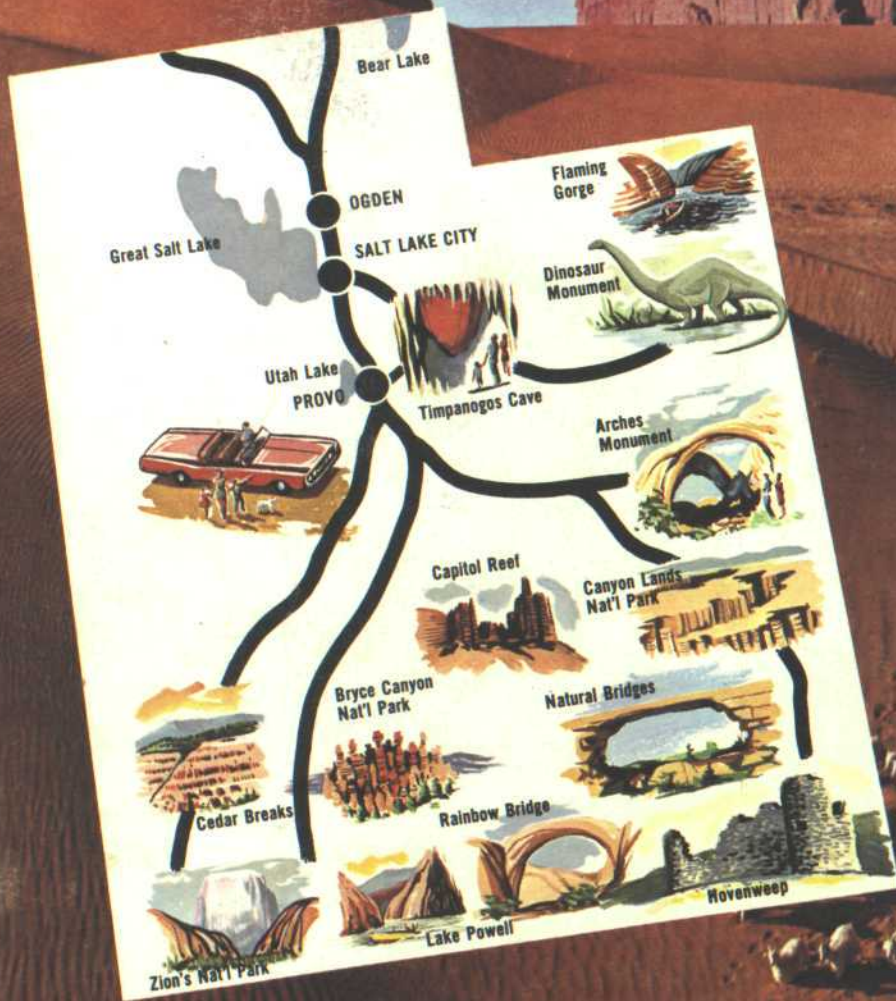 Bear Lake
Flaming
Gorge
OGDEN
Great Salt Lake
SALT LAKE CITY
Dinosaur
Monument
Utah Lake
PROVO
Timpanogos Cave
Arches
Monument
Capitol Reef
Canyon Lands
Nat'l Park
Bryce Canyon
Nat'l Park
Natural Bridges
Cedar Breaks
Rainbow Bridge
Hovenweep
Lake Powell
Zion's Nat'l Park